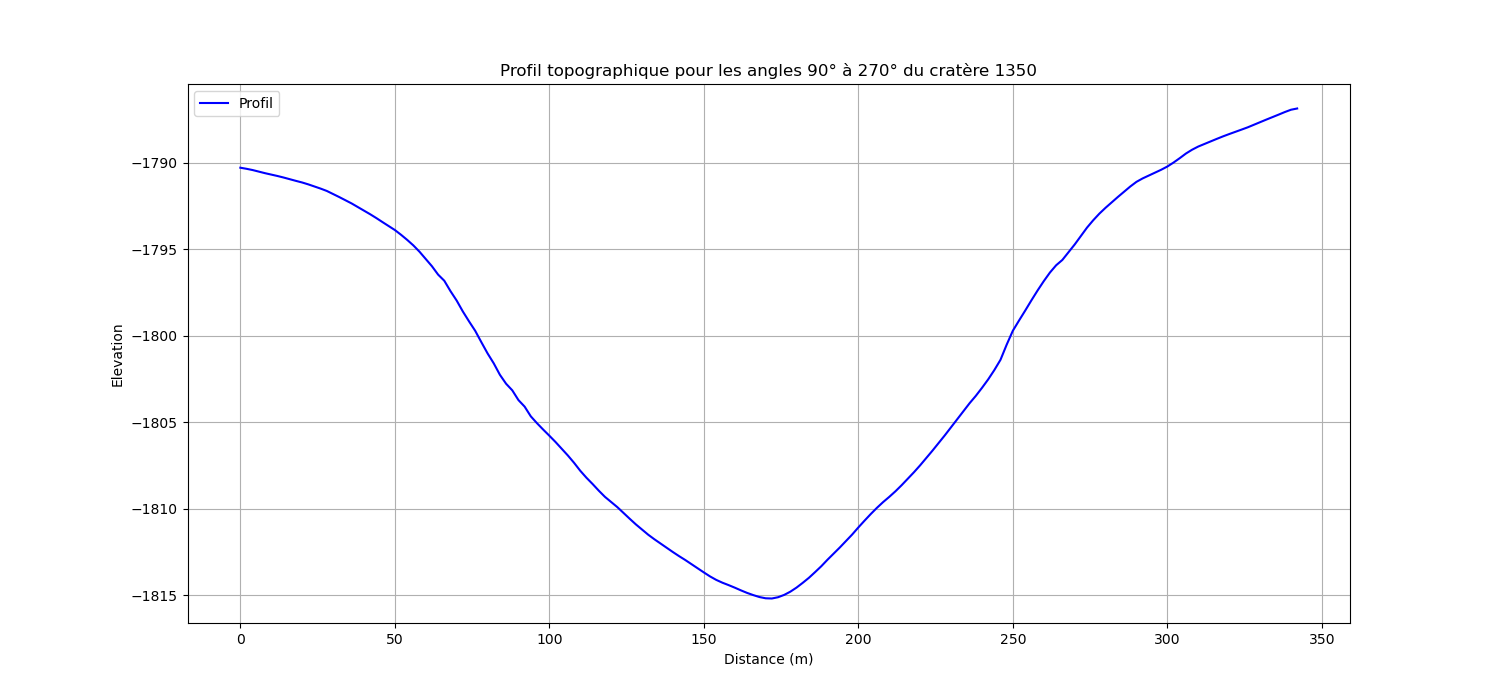 Profil topographique pour les angles 90° à 270° du cratère 1350
Profil
−1790
−1795
−1800
−1805
−1810
−1815
Elevation
0 50 100 150 200 250 300 350
Distance (m)